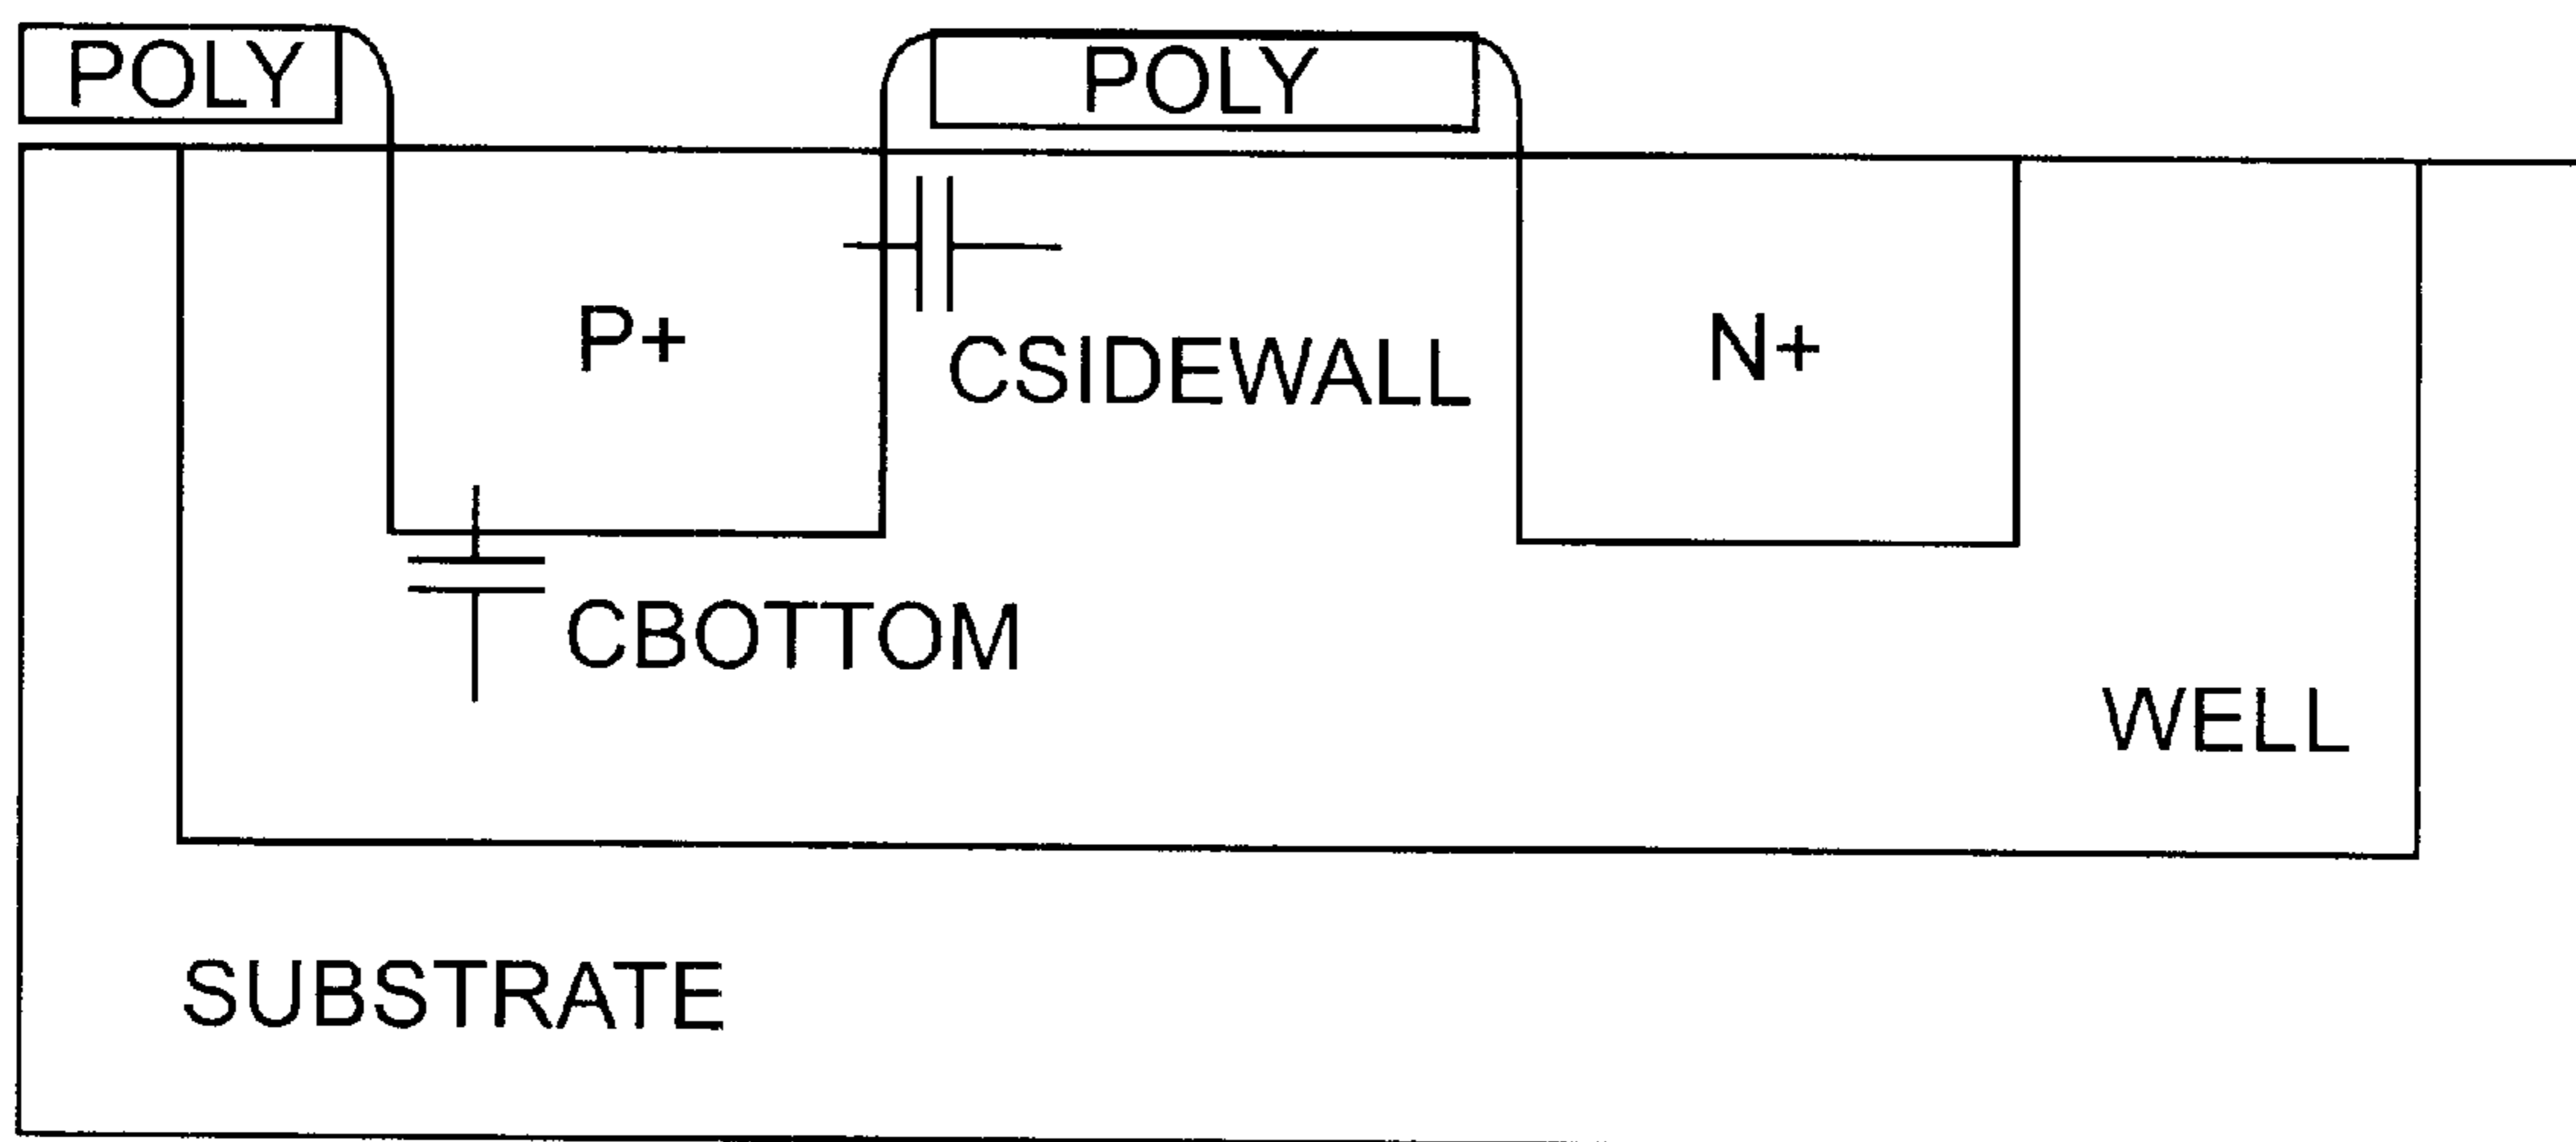 POLY
POLY
P+
CSIDEWALL
N+
CBOTTOM
WELL
SUBSTRATE